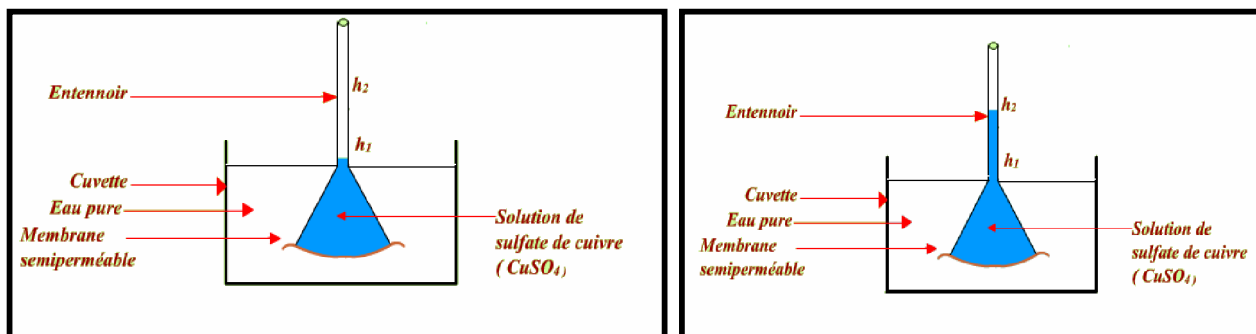 h2
Entennoir
h1
Cuvette
Eau pure
Membrane
semiperméable
Solution de
sulfate de cuivre
( CuSO4 )
h2
Entennoir
h1
Cuvette
Eau pure
Membrane
semiperméable
Solution de
sulfate de cuivre
( CuSO4)